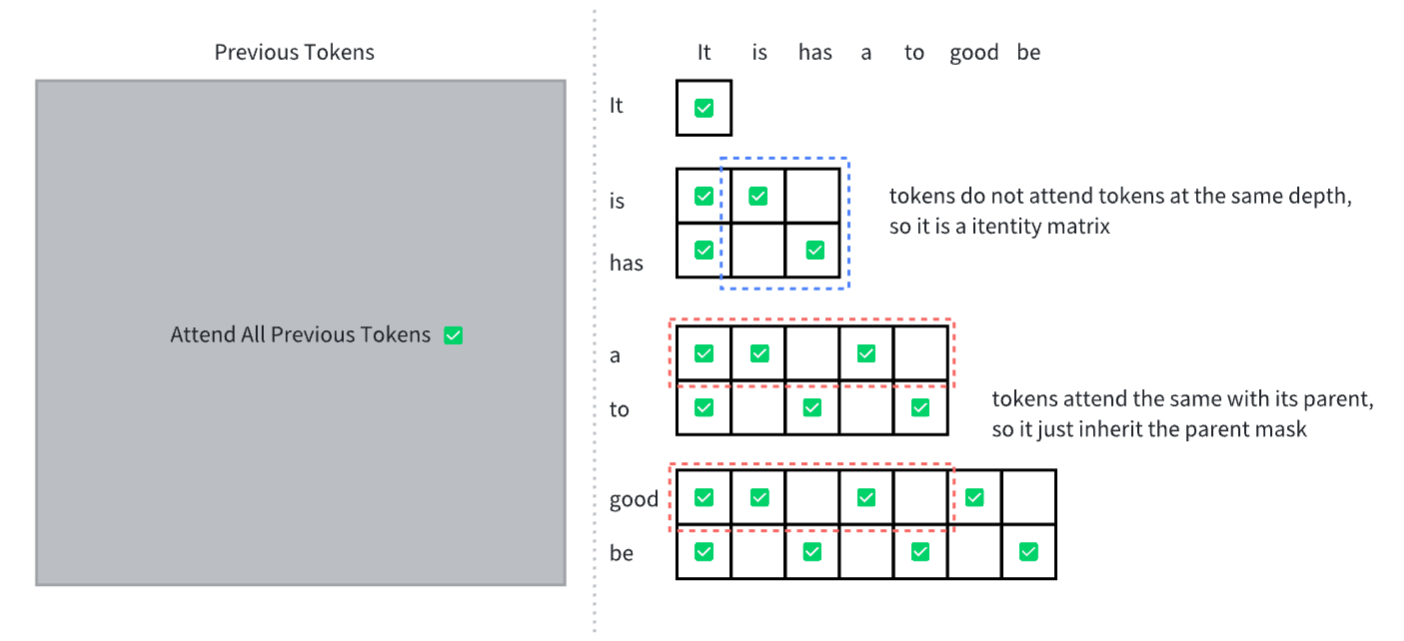 Previous Tokens
Attend All Previous Tokens
It is has a to good be
It
is
has
tokens do not attend tokens at the same depth,
so it is a itentity matrix
a
to
tokens attend the same with its parent,
so it just inherit the parent mask
good
be